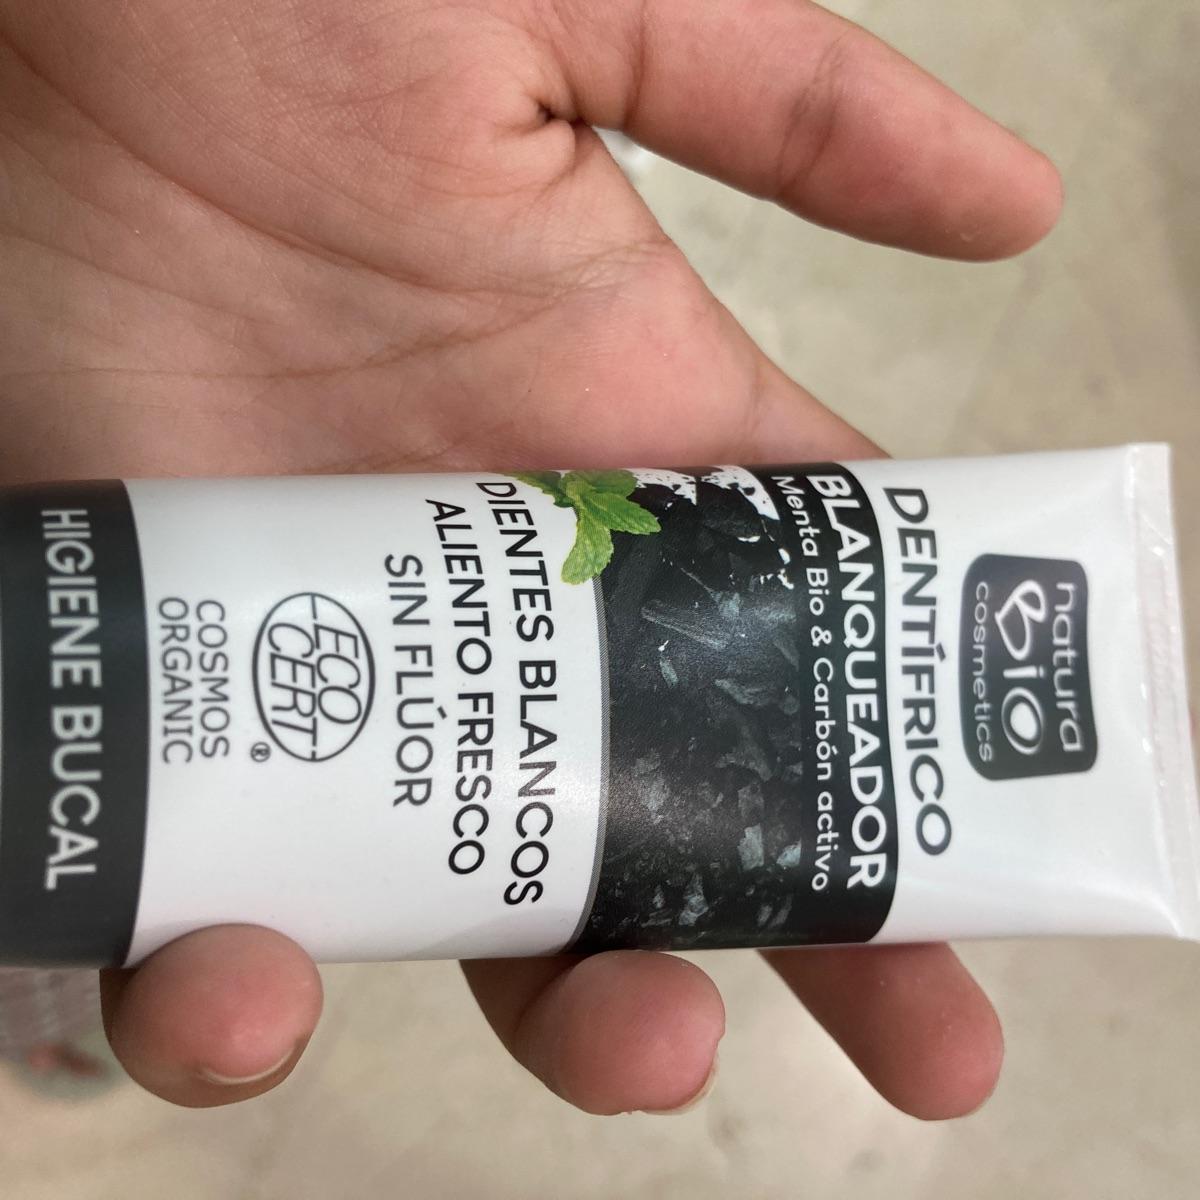 natura
BiO
cosmetics
DENTÍFRICO
BLANQUEADOR
Menta Bio & Carbón activo
DIENTES BLANCOS
ALIENTO FRESCO
SIN FLÚOR
ECO
CERT
®
COSMOS
ORGANIC
HIGIENE BUCAL